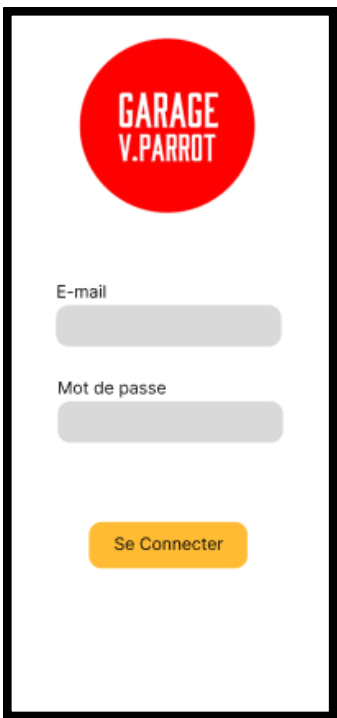 GARAGE
V.PARROT
E-mail
Mot de passe
Se Connecter